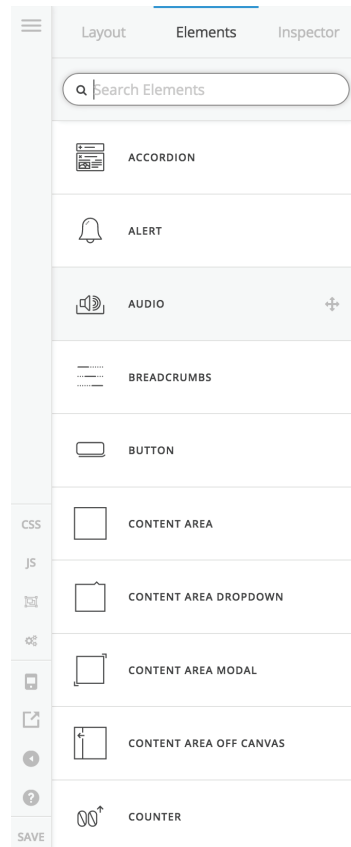 Layout Elements Inspector
Search Elements
ACCORDION
ALERT
AUDIO
BREADCRUMBS
BUTTON
CONTENT AREA
CSS
JS
CONTENT AREA DROPDOWN
CONTENT AREA MODAL
CONTENT AREA OFF CANVAS
COUNTER
SAVE